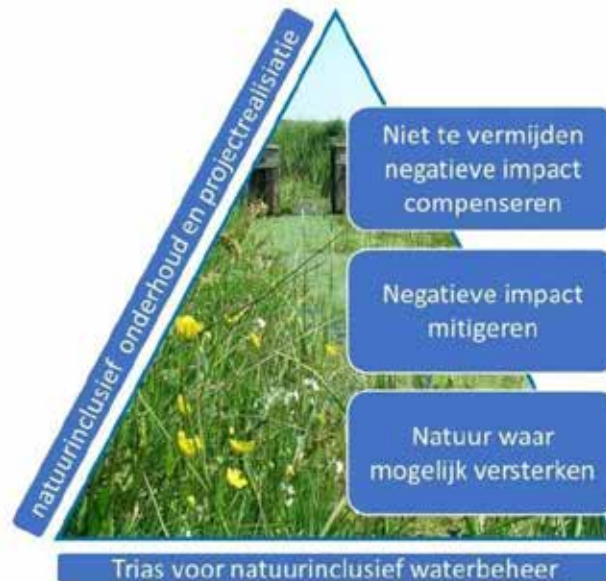 natuurinclusief onderhoud en projectrealisiatie
Niet te vermijden
negatieve impact
compenseren
Negatieve impact
mitigeren
Natuur waar
mogelijk versterken
Trias voor natuurinclusief waterbeheer